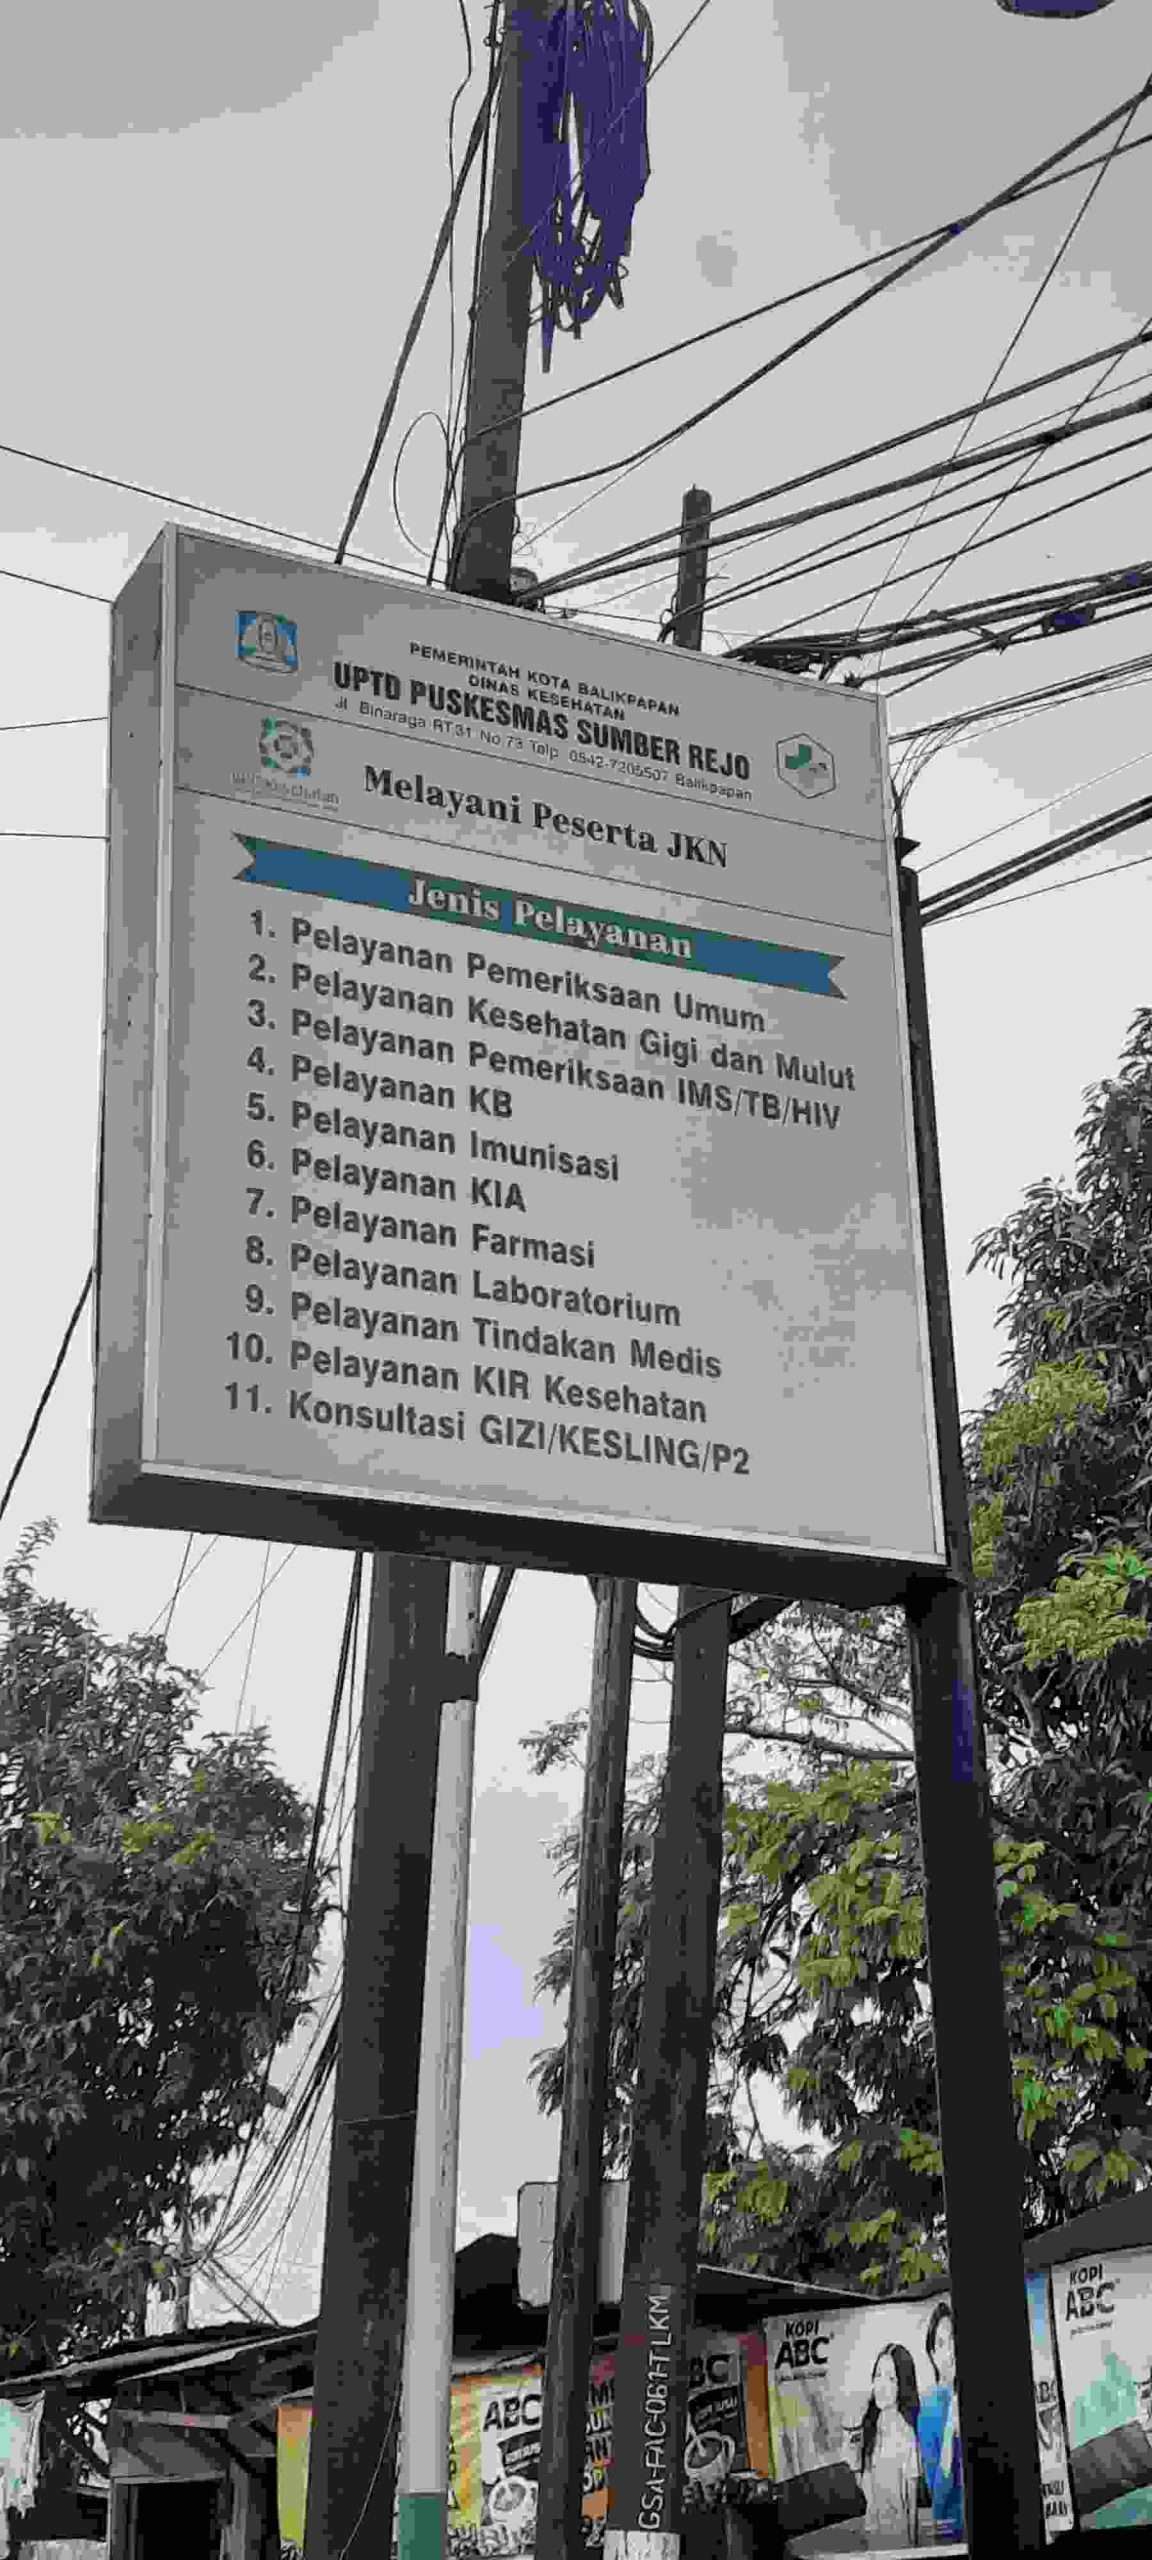 PEMERINTAH KOTA BALIKPAPAN
DINAS KESEHATAN
UPTD PUSKESMAS SUMBER REJO
Jl. Binaraga RT.31 No.73 Telp. 0542-7205507 Balikpapan
Melayani Peserta JKN
Jenis Pelayanan
1. Pelayanan Pemeriksaan Umum
2. Pelayanan Kesehatan Gigi dan Mulut
3. Pelayanan Pemeriksaan IMS/TB/HIV
4. Pelayanan KB
5. Pelayanan Imunisasi
6. Pelayanan KIA
7. Pelayanan Farmasi
8. Pelayanan Laboratorium
9. Pelayanan Tindakan Medis
10. Pelayanan KIR Kesehatan
11. Konsultasi GIZI/KESLING/P2
KOPI
ABC
KOPI
ABC
ABC